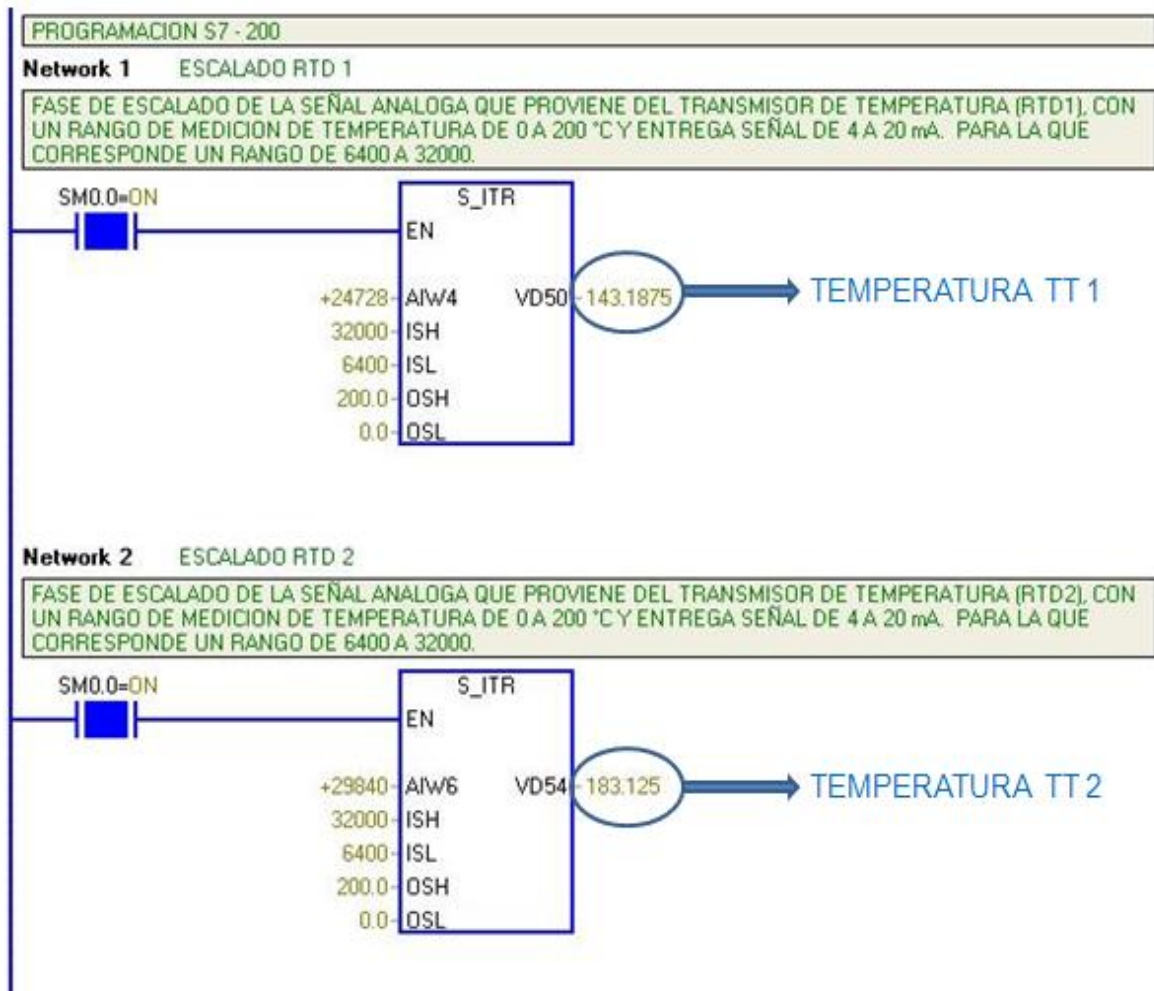 PROGRAMACION S7 - 200
Network 1 ESCALADO RTD 1
FASE DE ESCALADO DE LA SEÑAL ANALOGA QUE PROVIENE DEL TRANSMISOR DE TEMPERATURA (RTD1), CON
UN RANGO DE MEDICION DE TEMPERATURA DE 0 A 200 °C Y ENTREGA SEÑAL DE 4 A 20 mA. PARA LA QUE
CORRESPONDE UN RANGO DE 6400 A 32000.
SM0.0=ON
S_ITR
EN
+24728 AIW4 VD50 143.1875 TEMPERATURA TT 1
32000 ISH
6400 ISL
200.0 OSH
0.0 OSL
Network 2 ESCALADO RTD 2
FASE DE ESCALADO DE LA SEÑAL ANALOGA QUE PROVIENE DEL TRANSMISOR DE TEMPERATURA (RTD2), CON
UN RANGO DE MEDICION DE TEMPERATURA DE 0 A 200 °C Y ENTREGA SEÑAL DE 4 A 20 mA. PARA LA QUE
CORRESPONDE UN RANGO DE 6400 A 32000.
SM0.0=ON
S_ITR
EN
+29840 AIW6 VD54 183.125 TEMPERATURA TT 2
32000 ISH
6400 ISL
200.0 OSH
0.0 OSL